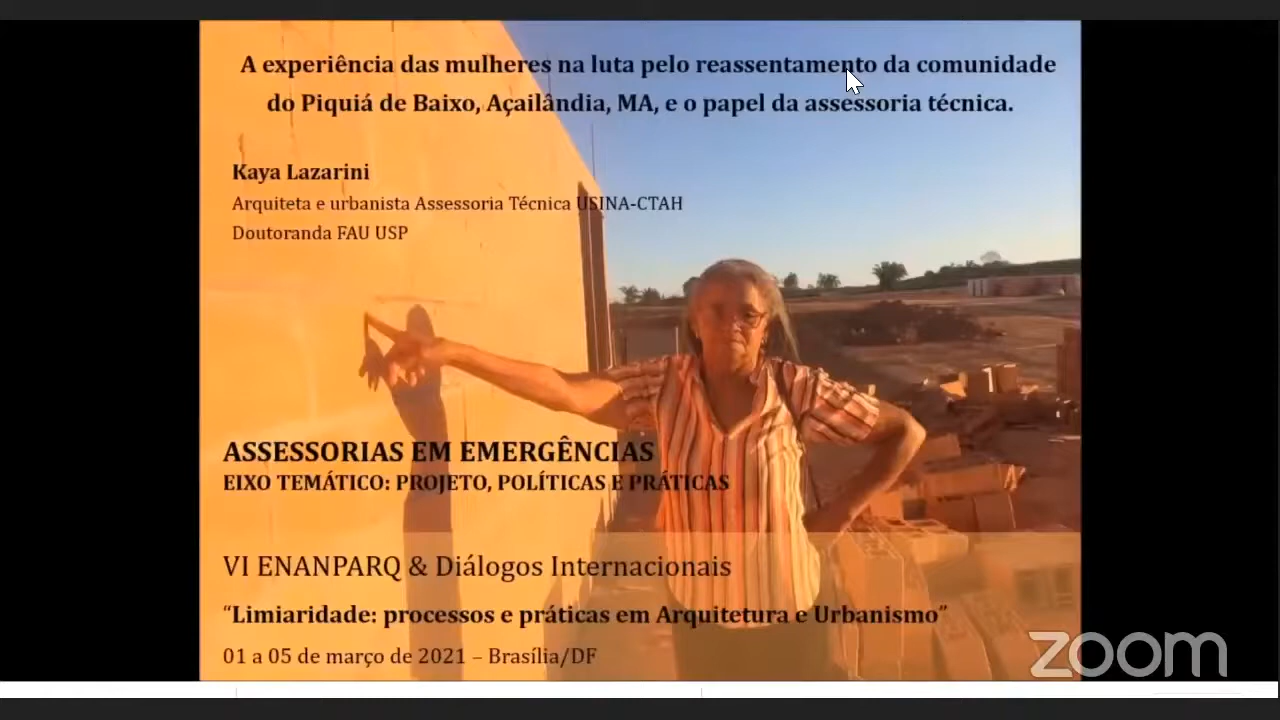 A experiência das mulheres na luta pelo reassentamento da comunidade
do Piquiá de Baixo, Açailândia, MA, e o papel da assessoria técnica.
Kaya Lazarini
Arquiteta e urbanista Assessoria Técnica USINA-CTAH
Doutoranda FAU USP
ASSESSORIAS EM EMERGÊNCIAS
EIXO TEMÁTICO: PROJETO, POLÍTICAS E PRÁTICAS
VI ENANPARQ & Diálogos Internacionais
“Limiaridade: processos e práticas em Arquitetura e Urbanismo”
01 a 05 de março de 2021 – Brasília/DF
zoom